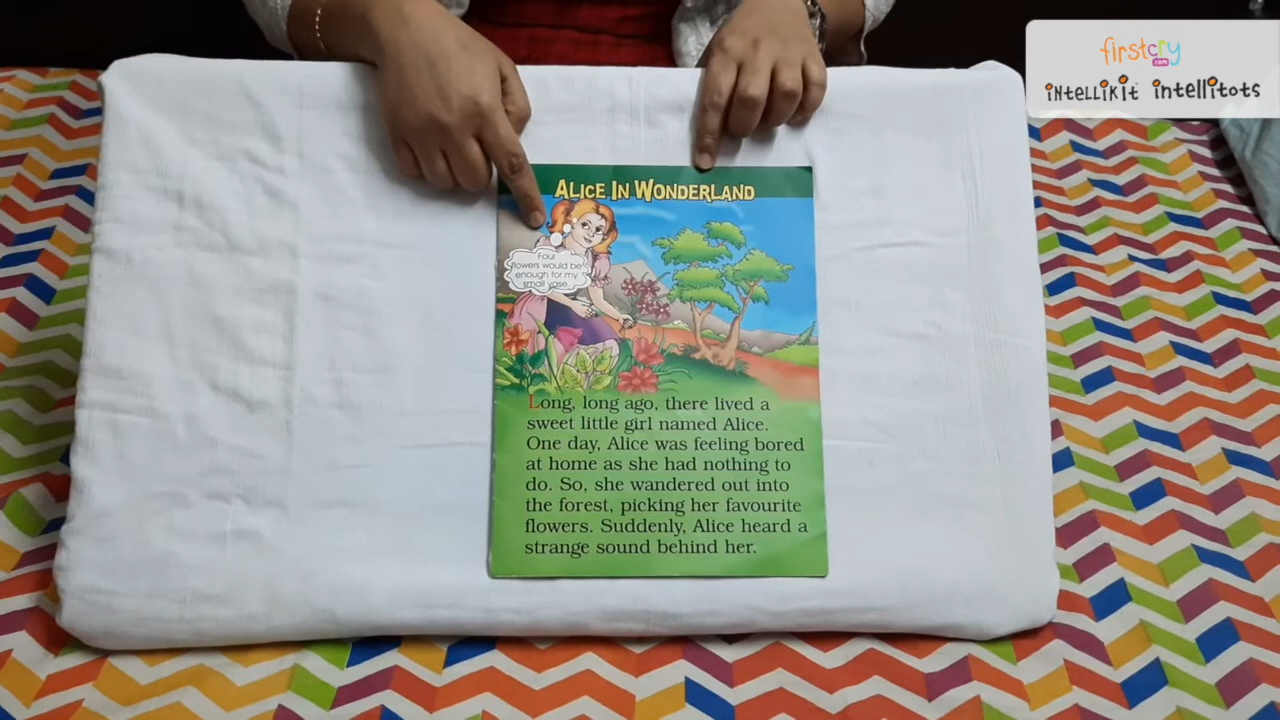 firstcry
.com
intellikit intellitots
ALICE IN WONDERLAND
Four
flowers would be
enough for my
small vase.
Long, long ago, there lived a
sweet little girl named Alice.
One day, Alice was feeling bored
at home as she had nothing to
do. So, she wandered out into
the forest, picking her favourite
flowers. Suddenly, Alice heard a
strange sound behind her.